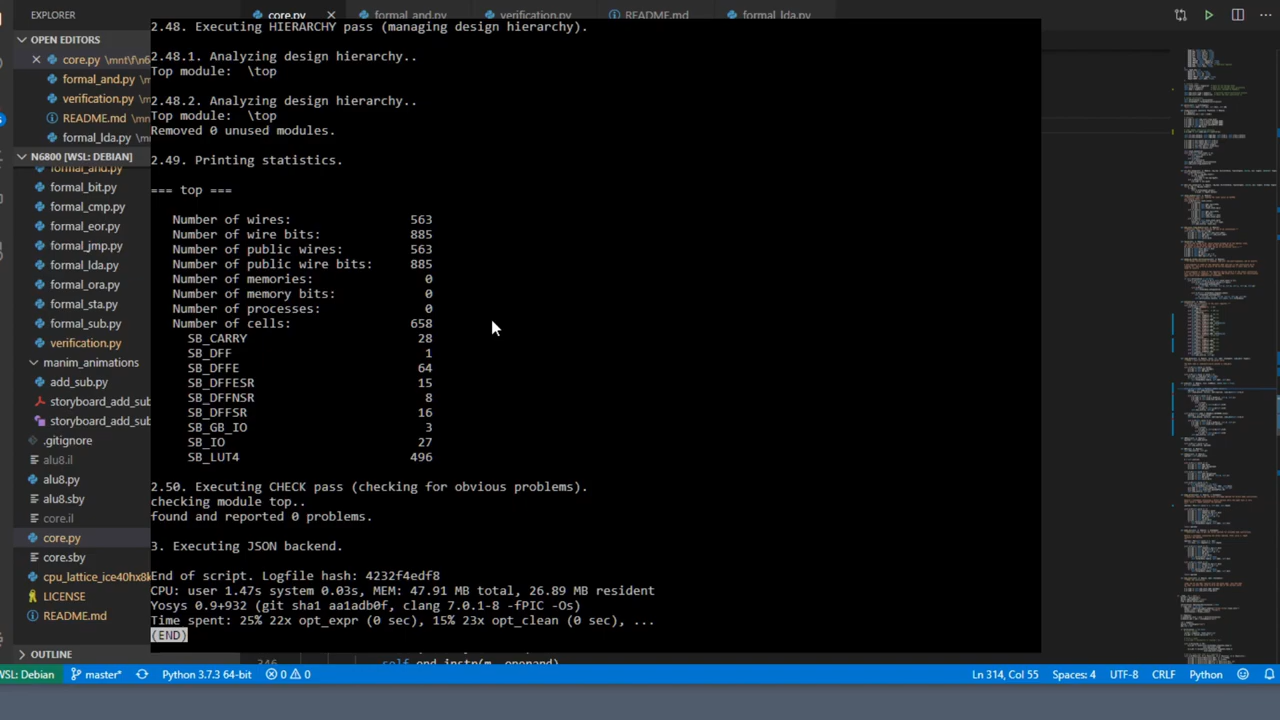 EXPLORER
OPEN EDITORS
core.py \mnt\f\n6
formal_and.py
verification.py
README.md \mn
formal_lda.py
N6800 [WSL: DEBIAN]
formal_and.py
formal_bit.py
formal_cmp.py
formal_eor.py
formal_jmp.py
formal_lda.py
formal_ora.py
formal_sta.py
formal_sub.py
verification.py
manim_animations
add_sub.py
storyboard_add_sub
storyboard_add_sub
.gitignore
alu8.il
alu8.py
alu8.sby
core.il
core.py
core.sby
cpu_lattice_ice40hx8k
LICENSE
README.md
OUTLINE
core.py
formal_and.py
verification.py
README.md
formal_lda.py
2.48. Executing HIERARCHY pass (managing design hierarchy).
2.48.1. Analyzing design hierarchy..
Top module:  \top
2.48.2. Analyzing design hierarchy..
Top module:  \top
Removed 0 unused modules.
2.49. Printing statistics.
=== top ===
Number of wires: 563
Number of wire bits: 885
Number of public wires: 563
Number of public wire bits: 885
Number of memories: 0
Number of memory bits: 0
Number of processes: 0
Number of cells: 658
SB_CARRY 28
SB_DFF 1
SB_DFFE 64
SB_DFFESR 15
SB_DFFNSR 8
SB_DFFSR 16
SB_GB_IO 3
SB_IO 27
SB_LUT4 496
2.50. Executing CHECK pass (checking for obvious problems).
checking module top..
found and reported 0 problems.
3. Executing JSON backend.
End of script. Logfile hash: 4232f4edf8
CPU: user 1.47s system 0.03s, MEM: 47.91 MB total, 26.89 MB resident
Yosys 0.9+932 (git sha1 aa1adb0f, clang 7.0.1-8 -fPIC -Os)
Time spent: 25% 22x opt_expr (0 sec), 15% 23x opt_clean (0 sec), ...
(END)
346 self.end_instr(m, operand)
WSL: Debian master* Python 3.7.3 64-bit 0 0 Ln 314, Col 55 Spaces: 4 UTF-8 CRLF Python